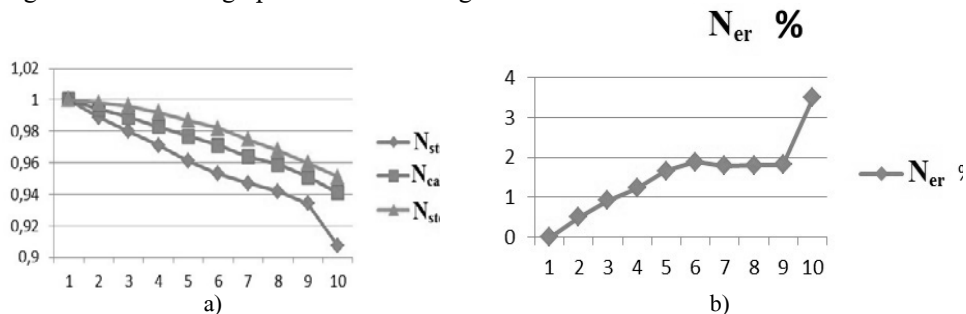 N_er %
1,02
1
0,98
0,96
0,94
0,92
0,9
1 2 3 4 5 6 7 8 9 10
N_st
N_ca
N_st
a)
4
3
2
1
0
1 2 3 4 5 6 7 8 9 10
N_er %
b)